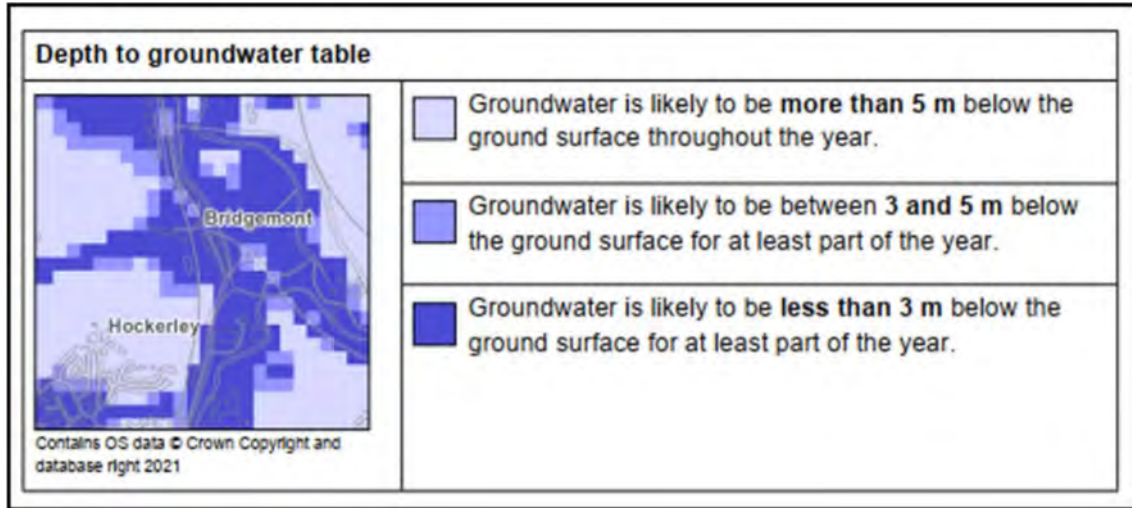 Depth to groundwater table
Groundwater is likely to be more than 5 m below the
ground surface throughout the year.
Bridgemont
Groundwater is likely to be between 3 and 5 m below
the ground surface for at least part of the year.
Hockerley
Groundwater is likely to be less than 3 m below the
ground surface for at least part of the year.
Contains OS data © Crown Copyright and
database right 2021